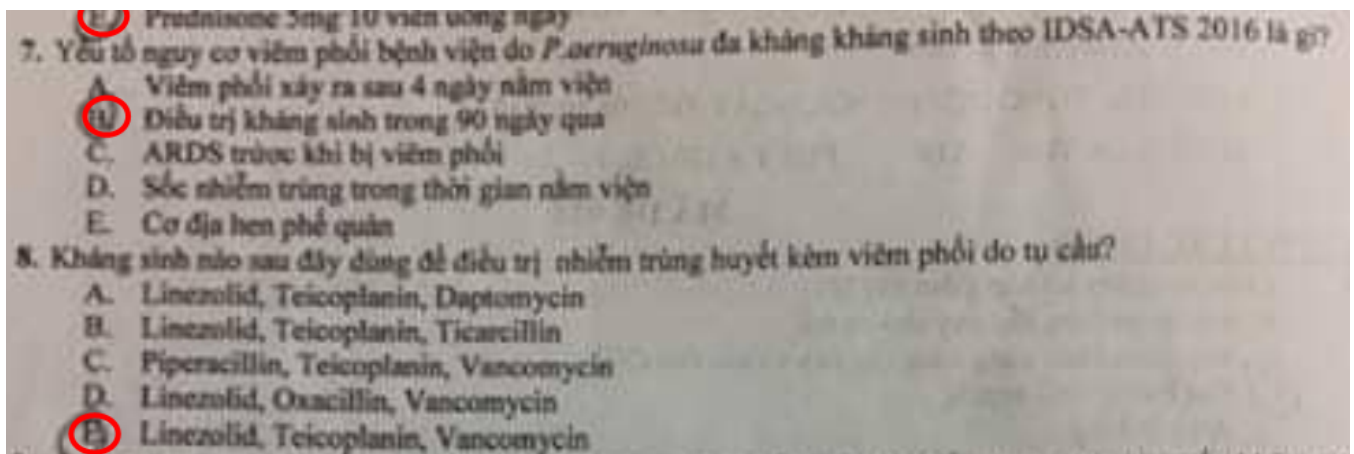 E. Prednisone 5mg 10 viên uống ngày
7. Yếu tố nguy cơ viêm phổi bệnh viện do P.aeruginosa đa kháng kháng sinh theo IDSA-ATS 2016 là gì?
A. Viêm phổi xảy ra sau 4 ngày nằm viện
B. Điều trị kháng sinh trong 90 ngày qua
C. ARDS trước khi bị viêm phổi
D. Sốc nhiễm trùng trong thời gian nằm viện
E. Cơ địa hen phế quản
8. Kháng sinh nào sau đây dùng để điều trị nhiễm trùng huyết kèm viêm phổi do tụ cầu?
A. Linezolid, Teicoplanin, Daptomycin
B. Linezolid, Teicoplanin, Ticarcillin
C. Piperacillin, Teicoplanin, Vancomycin
D. Linezolid, Oxacillin, Vancomycin
E. Linezolid, Teicoplanin, Vancomycin